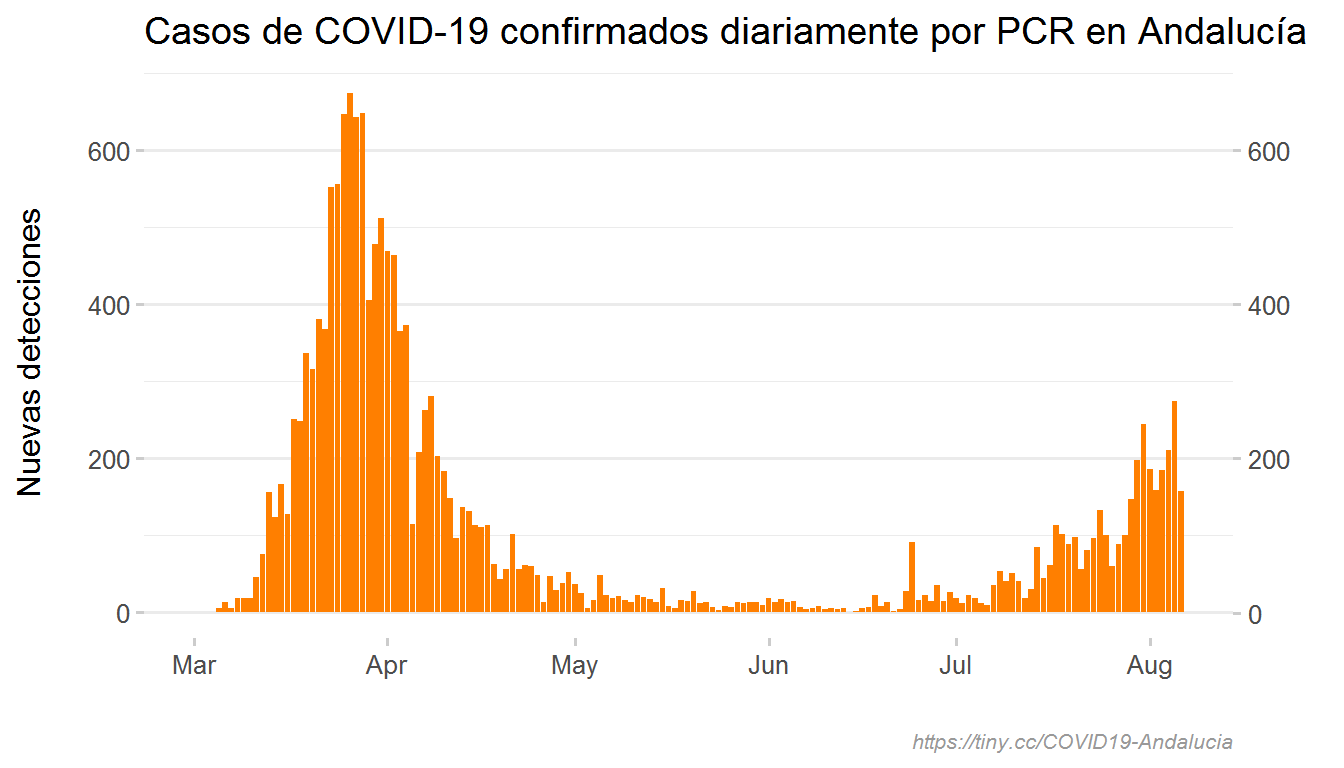 Casos de COVID-19 confirmados diariamente por PCR en Andalucía
Nuevas detecciones
600
400
200
0
600
400
200
0
Mar Apr May Jun Jul Aug
https://tiny.cc/COVID19-Andalucia